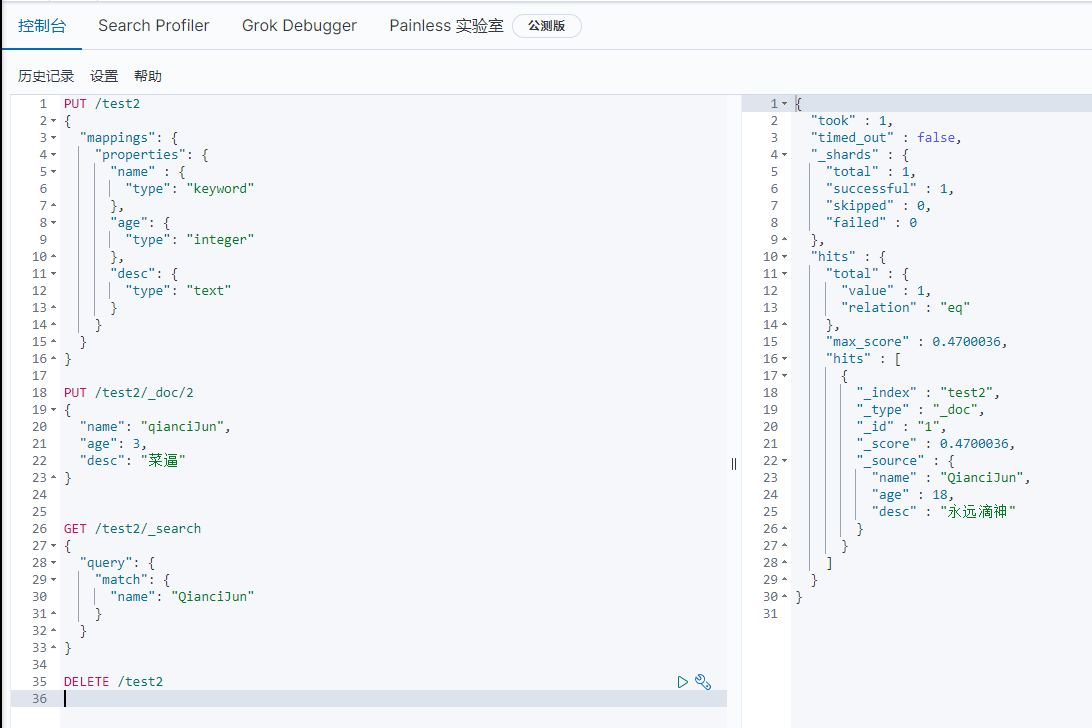 控制台 Search Profiler Grok Debugger Painless 实验室 公测版
历史记录 设置 帮助
1 PUT /test2
2 {
3 "mappings": {
4 "properties": {
5 "name" : {
6 "type": "keyword"
7 },
8 "age": {
9 "type": "integer"
10 },
11 "desc": {
12 "type": "text"
13 }
14 }
15 }
16 }
17
18 PUT /test2/_doc/2
19 {
20 "name": "qianciJun",
21 "age": 3,
22 "desc": "菜逼"
23 }
24
25
26 GET /test2/_search
27 {
28 "query": {
29 "match": {
30 "name": "QianciJun"
31 }
32 }
33 }
34
35 DELETE /test2
36
1 {
2 "took" : 1,
3 "timed_out" : false,
4 "_shards" : {
5 "total" : 1,
6 "successful" : 1,
7 "skipped" : 0,
8 "failed" : 0
9 },
10 "hits" : {
11 "total" : {
12 "value" : 1,
13 "relation" : "eq"
14 },
15 "max_score" : 0.4700036,
16 "hits" : [
17 {
18 "_index" : "test2",
19 "_type" : "_doc",
20 "_id" : "1",
21 "_score" : 0.4700036,
22 "_source" : {
23 "name" : "QianciJun",
24 "age" : 18,
25 "desc" : "永远滴神"
26 }
27 }
28 ]
29 }
30 }
31